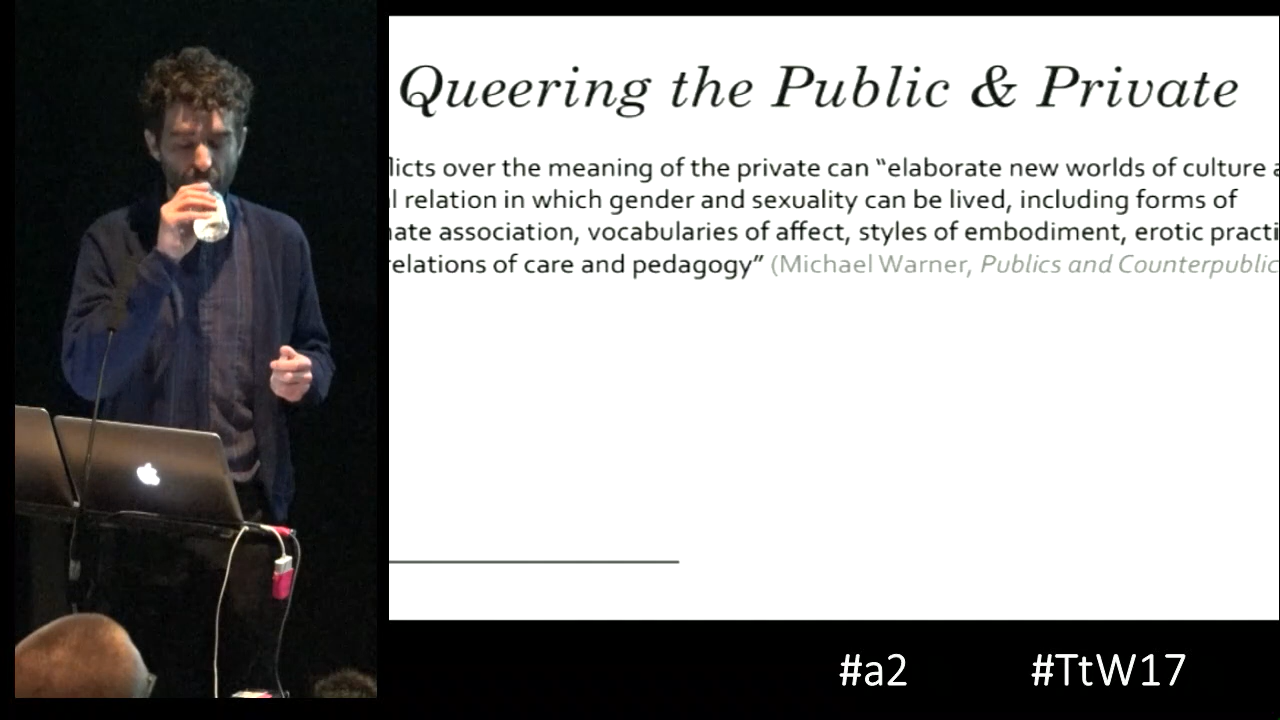 Queering the Public & Private
licts over the meaning of the private can “elaborate new worlds of culture a
l relation in which gender and sexuality can be lived, including forms of
ate association, vocabularies of affect, styles of embodiment, erotic practi
relations of care and pedagogy” (Michael Warner, Publics and Counterpublic
#a2 #TtW17